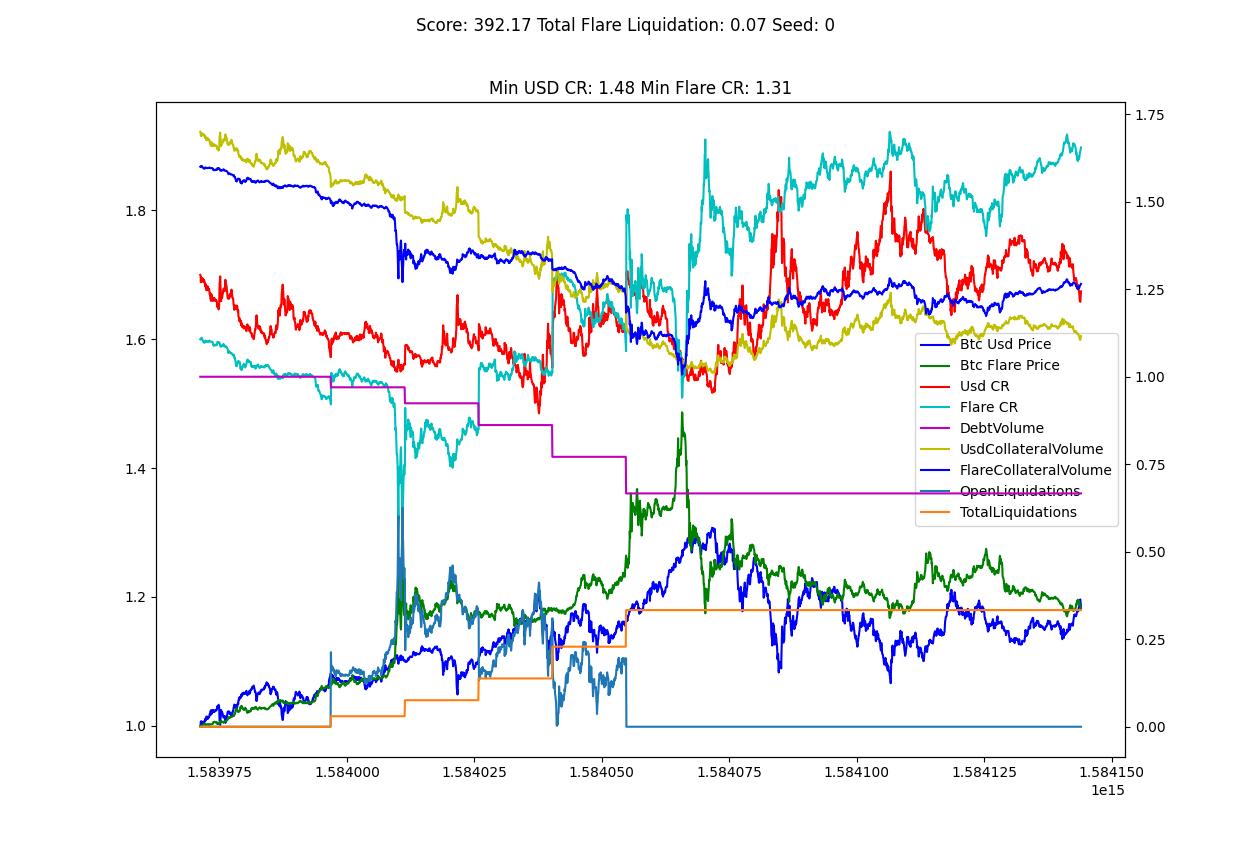 Score: 392.17 Total Flare Liquidation: 0.07 Seed: 0
Min USD CR: 1.48 Min Flare CR: 1.31
1.75
1.8
1.50
1.25
1.6
Btc Usd Price
Btc Flare Price
1.00
Usd CR
Flare CR
DebtVolume
UsdCollateralVolume
1.4
FlareCollateralVolume
0.75
OpenLiquidations
TotalLiquidations
0.50
1.2
0.25
1.0
0.00
1.583975 1.584000 1.584025 1.584050 1.584075 1.584100 1.584125 1.584150
1e15